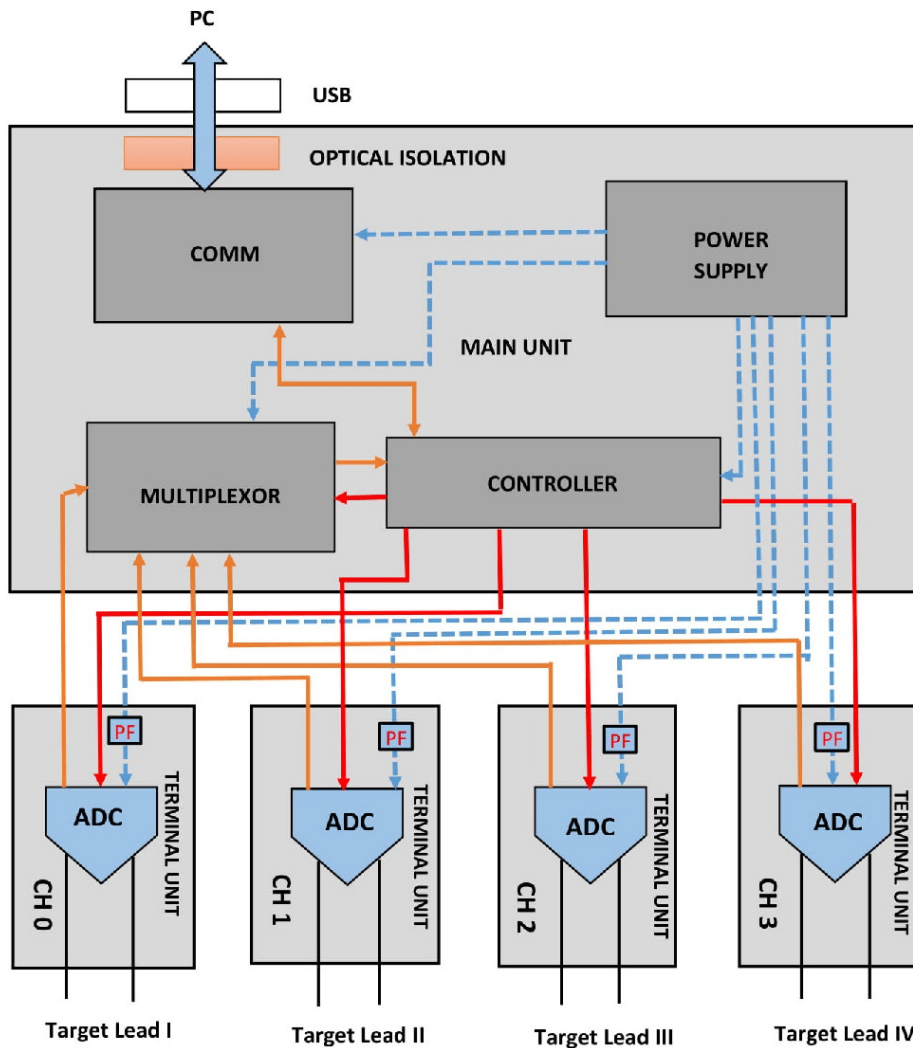 PC
USB
OPTICAL ISOLATION
COMM
POWER
SUPPLY
MAIN UNIT
MULTIPLEXOR
CONTROLLER
PF
PF
PF
PF
ADC
ADC
ADC
ADC
TERMINAL UNIT
TERMINAL UNIT
TERMINAL UNIT
TERMINAL UNIT
CH 0
CH 1
CH 2
CH 3
Target Lead I
Target Lead II
Target Lead III
Target Lead IV